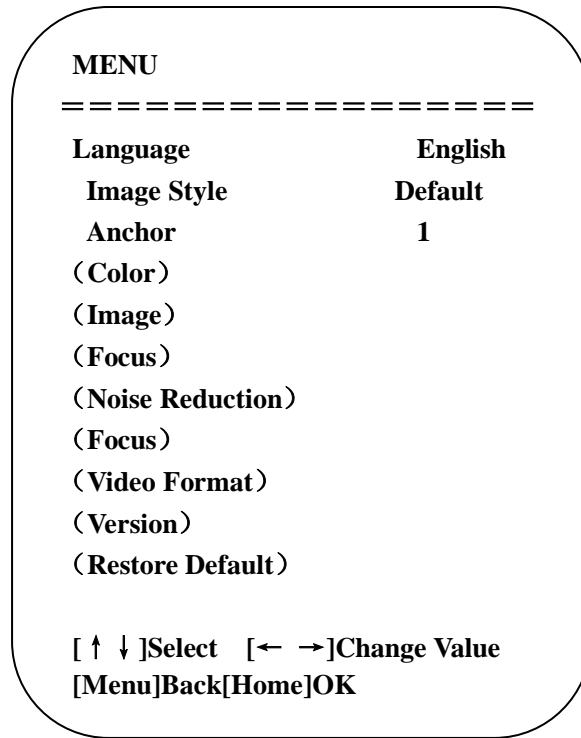 MENU
=================
Language English
Image Style Default
Anchor 1
（Color）
（Image）
（Focus）
（Noise Reduction）
（Focus）
（Video Format）
（Version）
（Restore Default）
[↑ ↓]Select [← →]Change Value
[Menu]Back[Home]OK